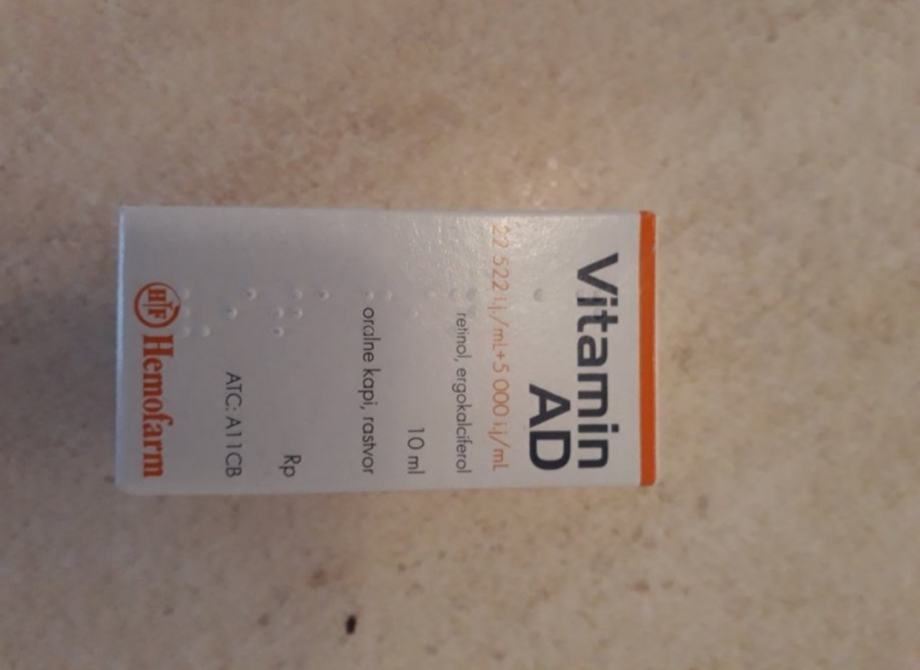 Vitamin
AD
22 522 i.j./mL+5 000 i.j/mL
retinol, ergokalciferol
10 ml
oralne kapi, rastvor
Rp
ATC: A11CB
HF Hemofarm